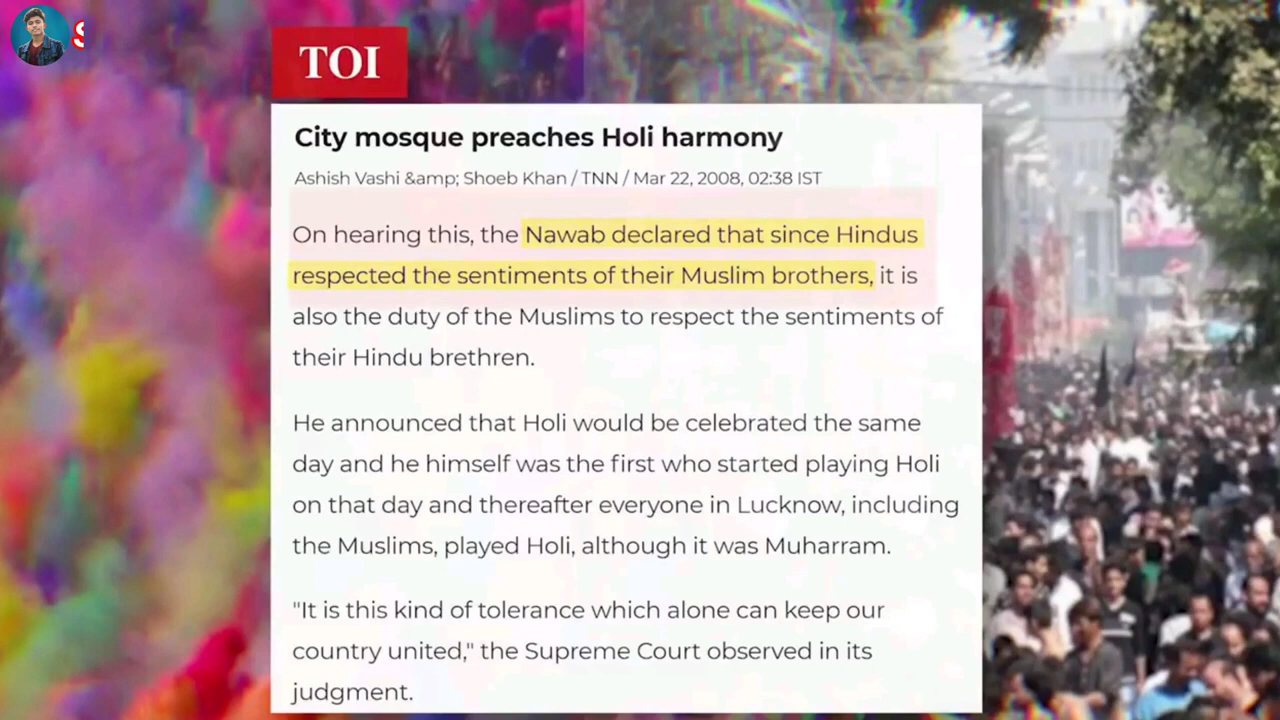 TOI
City mosque preaches Holi harmony
Ashish Vashi &amp; Shoeb Khan / TNN / Mar 22, 2008, 02:38 IST
On hearing this, the Nawab declared that since Hindus
respected the sentiments of their Muslim brothers, it is
also the duty of the Muslims to respect the sentiments of
their Hindu brethren.
He announced that Holi would be celebrated the same
day and he himself was the first who started playing Holi
on that day and thereafter everyone in Lucknow, including
the Muslims, played Holi, although it was Muharram.
"It is this kind of tolerance which alone can keep our
country united," the Supreme Court observed in its
judgment.